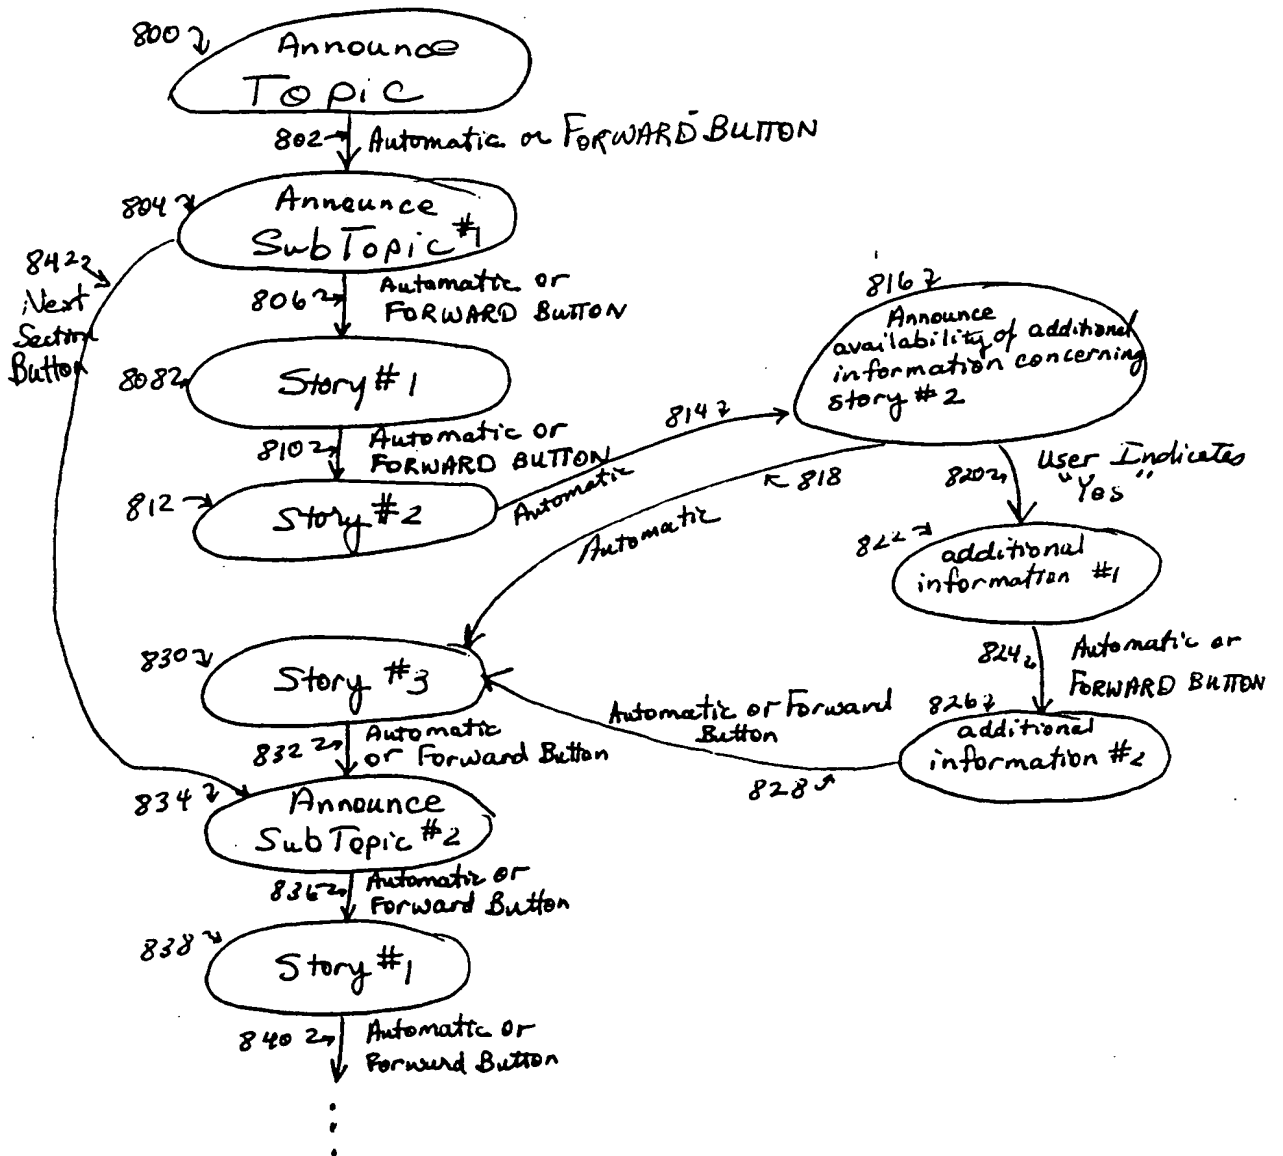 800
Announce
Topic
802
Automatic or FORWARD BUTTON
804
Announce
SubTopic #1
842
Next
Section
Button
806
Automatic or
FORWARD BUTTON
808
Story #1
810
Automatic or
FORWARD BUTTON
812
Story #2
814
Automatic
816
Announce
availability of additional
information concerning
story #2
818
Automatic
820
User Indicates
"Yes"
822
additional
information #1
824
Automatic or
FORWARD BUTTON
826
additional
information #2
Automatic or Forward
Button
828
830
Story #3
832
Automatic
or Forward Button
834
Announce
SubTopic #2
836
Automatic or
Forward Button
838
Story #1
840
Automatic or
Forward Button